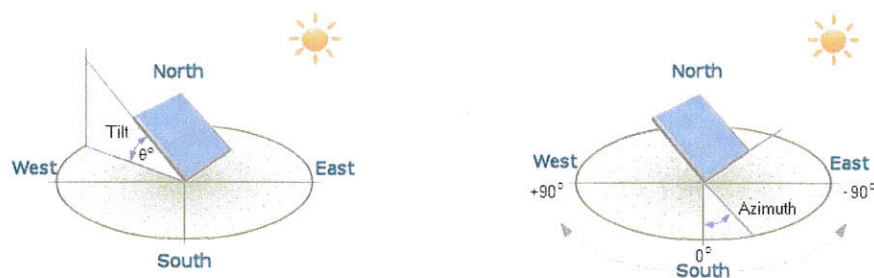 North
Tilt
θ°
West
East
South
North
West
East
+90°
-90°
Azimuth
0°
South